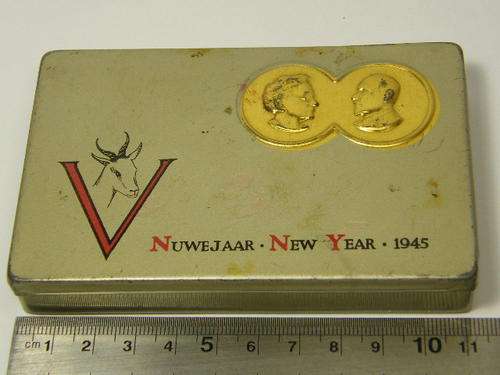 V
NUWEJAAR · NEW YEAR · 1945
cm 1 2 3 4 5 6 7 8 9 10 11